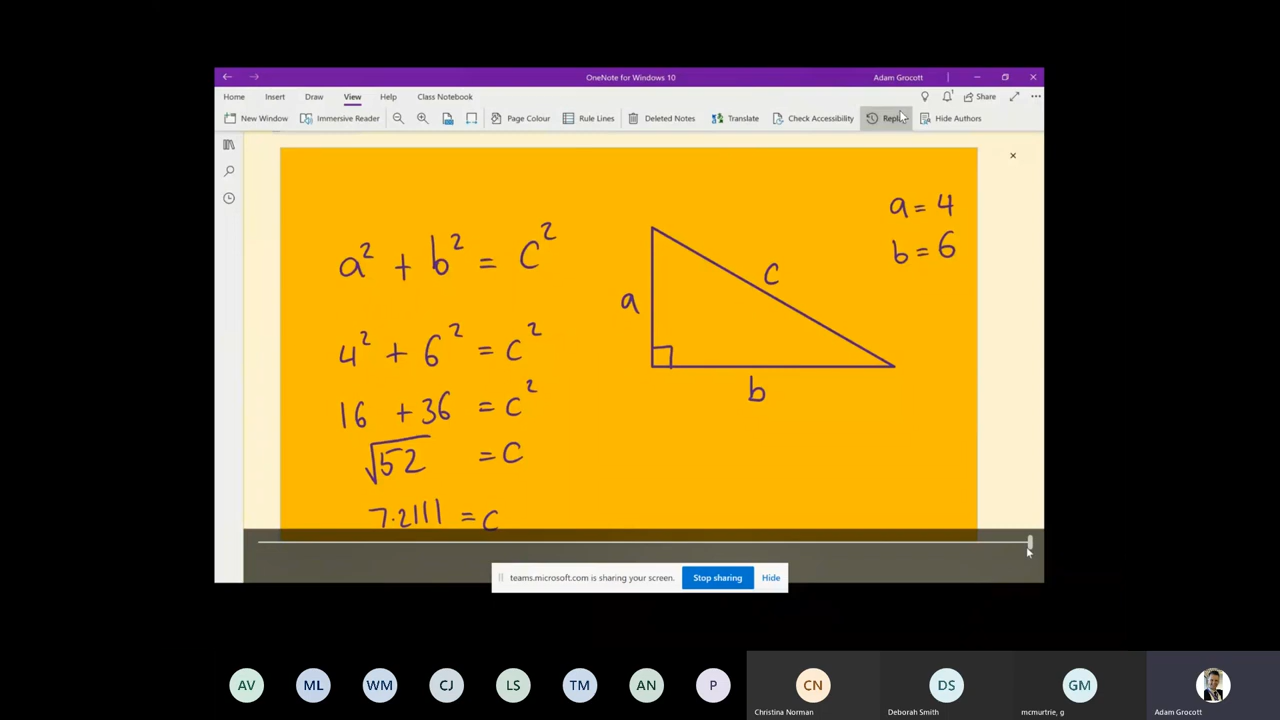 OneNote for Windows 10
Adam Grocott
Home Insert Draw View Help Class Notebook
Share
New Window Immersive Reader Page Colour Rule Lines Deleted Notes Translate Check Accessibility Hide Authors
a = 4
b = 6
a² + b² = c²
c
a
b
4² + 6² = c²
16 + 36 = c²
√52 = c
7.2111 = c
teams.microsoft.com is sharing your screen. Stop sharing Hide
AV ML WM CJ LS TM AN P CN DS GM
Christina Norman Deborah Smith mcmurtrie, g Adam Grocott